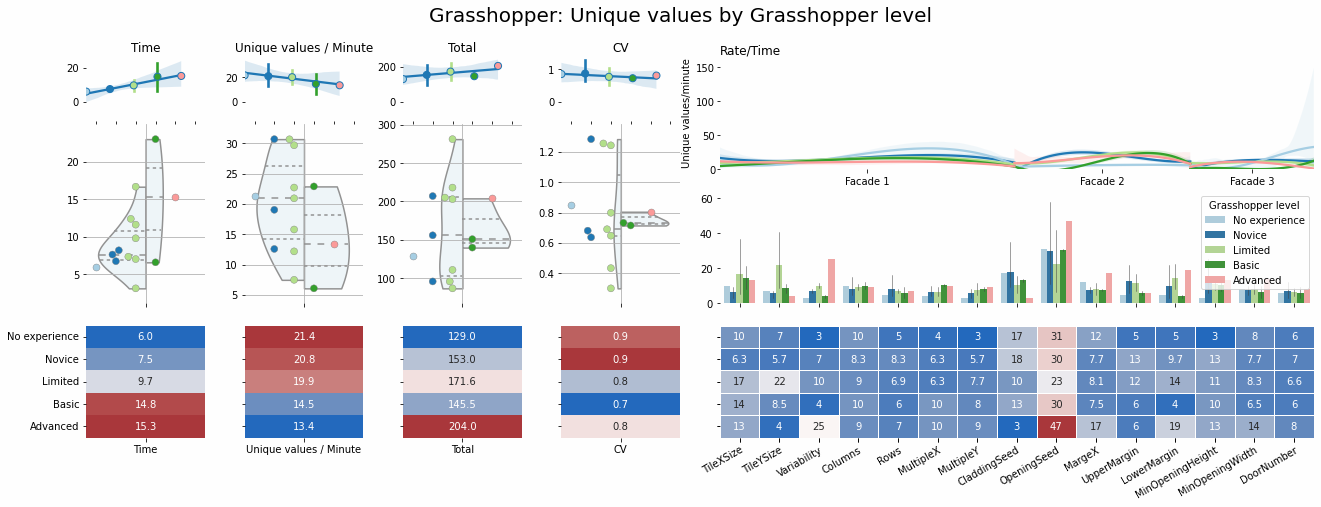 Grasshopper: Unique values by Grasshopper level
Time
Unique values / Minute
Total
CV
Rate/Time
20
0
20
0
200
0
1
0
Unique values/minute
150
100
50
0
Facade 1
Facade 2
Facade 3
20
15
10
5
30
25
20
15
10
5
300
250
200
150
100
1.2
1.0
0.8
0.6
0.4
60
40
20
0
Grasshopper level
No experience
Novice
Limited
Basic
Advanced
No experience 6.0 21.4 129.0 0.9 10 7 3 10 5 4 3 17 31 12 5 5 3 8 6
Novice 7.5 20.8 153.0 0.9 6.3 5.7 7 8.3 8.3 6.3 5.7 18 30 7.7 13 9.7 13 7.7 7
Limited 9.7 19.9 171.6 0.8 17 22 10 9 6.9 6.3 7.7 10 23 8.1 12 14 11 8.3 6.6
Basic 14.8 14.5 145.5 0.7 14 8.5 4 10 6 10 8 13 30 7.5 6 4 10 6.5 6
Advanced 15.3 13.4 204.0 0.8 13 4 25 9 7 10 9 3 47 17 6 19 13 14 8
Time
Unique values / Minute
Total
CV
TileXSize
TileYSize
Variability
Columns
Rows
MultipleX
MultipleY
CladdingSeed
OpeningSeed
MargeX
UpperMargin
LowerMargin
MinOpeningHeight
MinOpeningWidth
DoorNumber